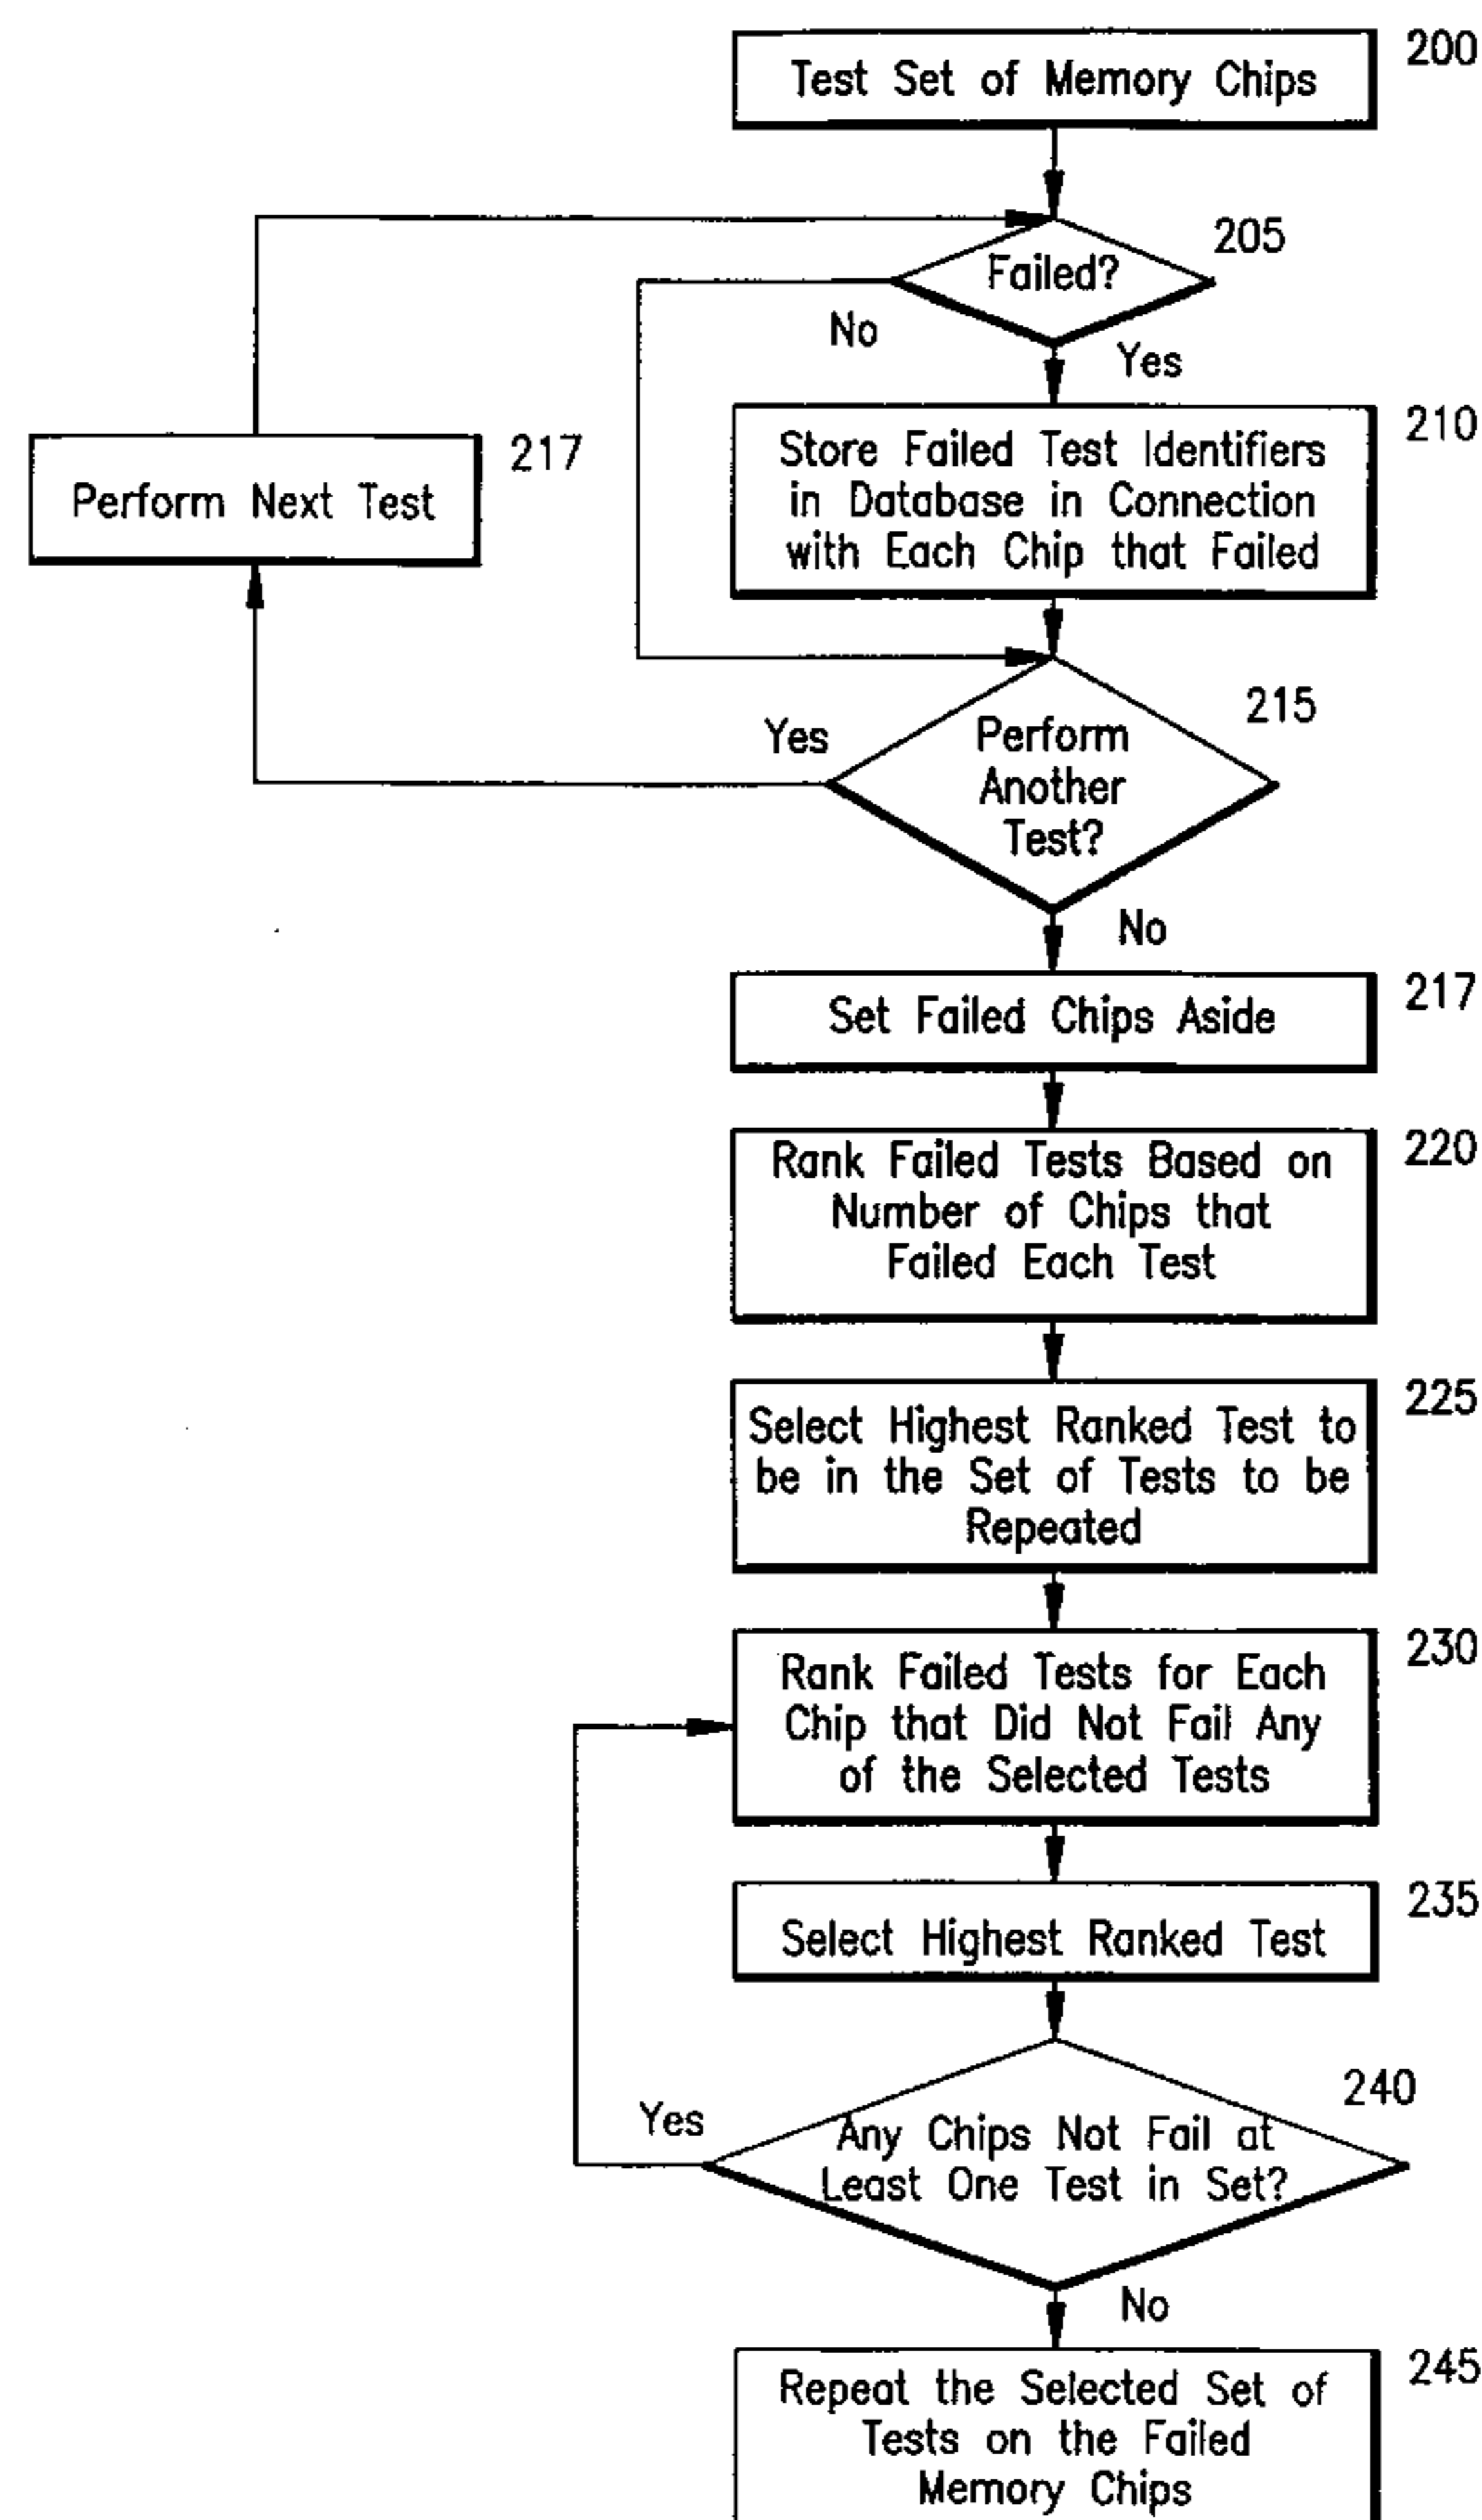 Test Set of Memory Chips
200
Failed?
205
No
Yes
Store Failed Test Identifiers
in Database in Connection
with Each Chip that Failed
210
Perform Next Test
217
Perform
Another
Test?
215
Yes
No
Set Failed Chips Aside
217
Rank Failed Tests Based on
Number of Chips that
Failed Each Test
220
Select Highest Ranked Test to
be in the Set of Tests to be
Repeated
225
Rank Failed Tests for Each
Chip that Did Not Fail Any
of the Selected Tests
230
Select Highest Ranked Test
235
Any Chips Not Fail at
Least One Test in Set?
240
Yes
No
Repeat the Selected Set of
Tests on the Failed
Memory Chips
245